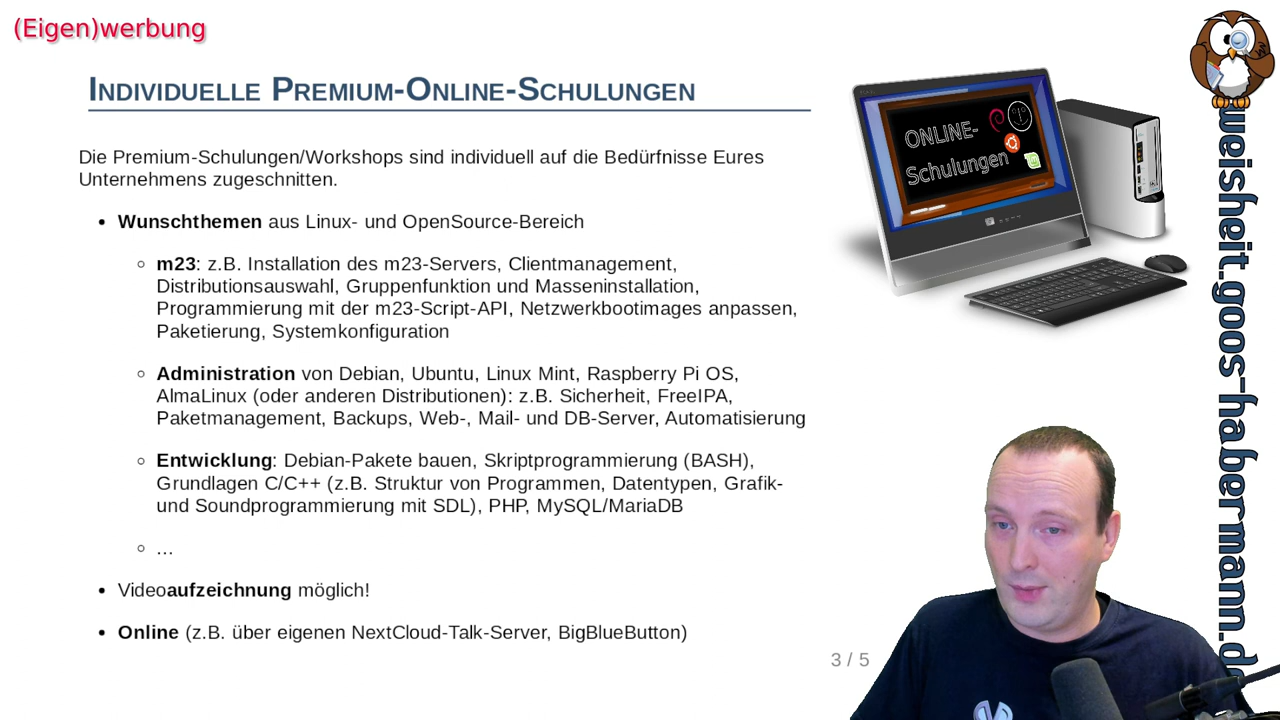 (Eigen)werbung
Individuelle Premium-Online-Schulungen
Die Premium-Schulungen/Workshops sind individuell auf die Bedürfnisse Eures
Unternehmens zugeschnitten.
• Wunschthemen aus Linux- und OpenSource-Bereich
◦ m23: z.B. Installation des m23-Servers, Clientmanagement,
Distributionsauswahl, Gruppenfunktion und Masseninstallation,
Programmierung mit der m23-Script-API, Netzwerkbootimages anpassen,
Paketierung, Systemkonfiguration
◦ Administration von Debian, Ubuntu, Linux Mint, Raspberry Pi OS,
AlmaLinux (oder anderen Distributionen): z.B. Sicherheit, FreeIPA,
Paketmanagement, Backups, Web-, Mail- und DB-Server, Automatisierung
◦ Entwicklung: Debian-Pakete bauen, Skriptprogrammierung (BASH),
Grundlagen C/C++ (z.B. Struktur von Programmen, Datentypen, Grafik-
und Soundprogrammierung mit SDL), PHP, MySQL/MariaDB
◦ ...
• Videoaufzeichnung möglich!
• Online (z.B. über eigenen NextCloud-Talk-Server, BigBlueButton)
3 / 5
ONLINE-
Schulungen
weisheit.goos-habermann.d